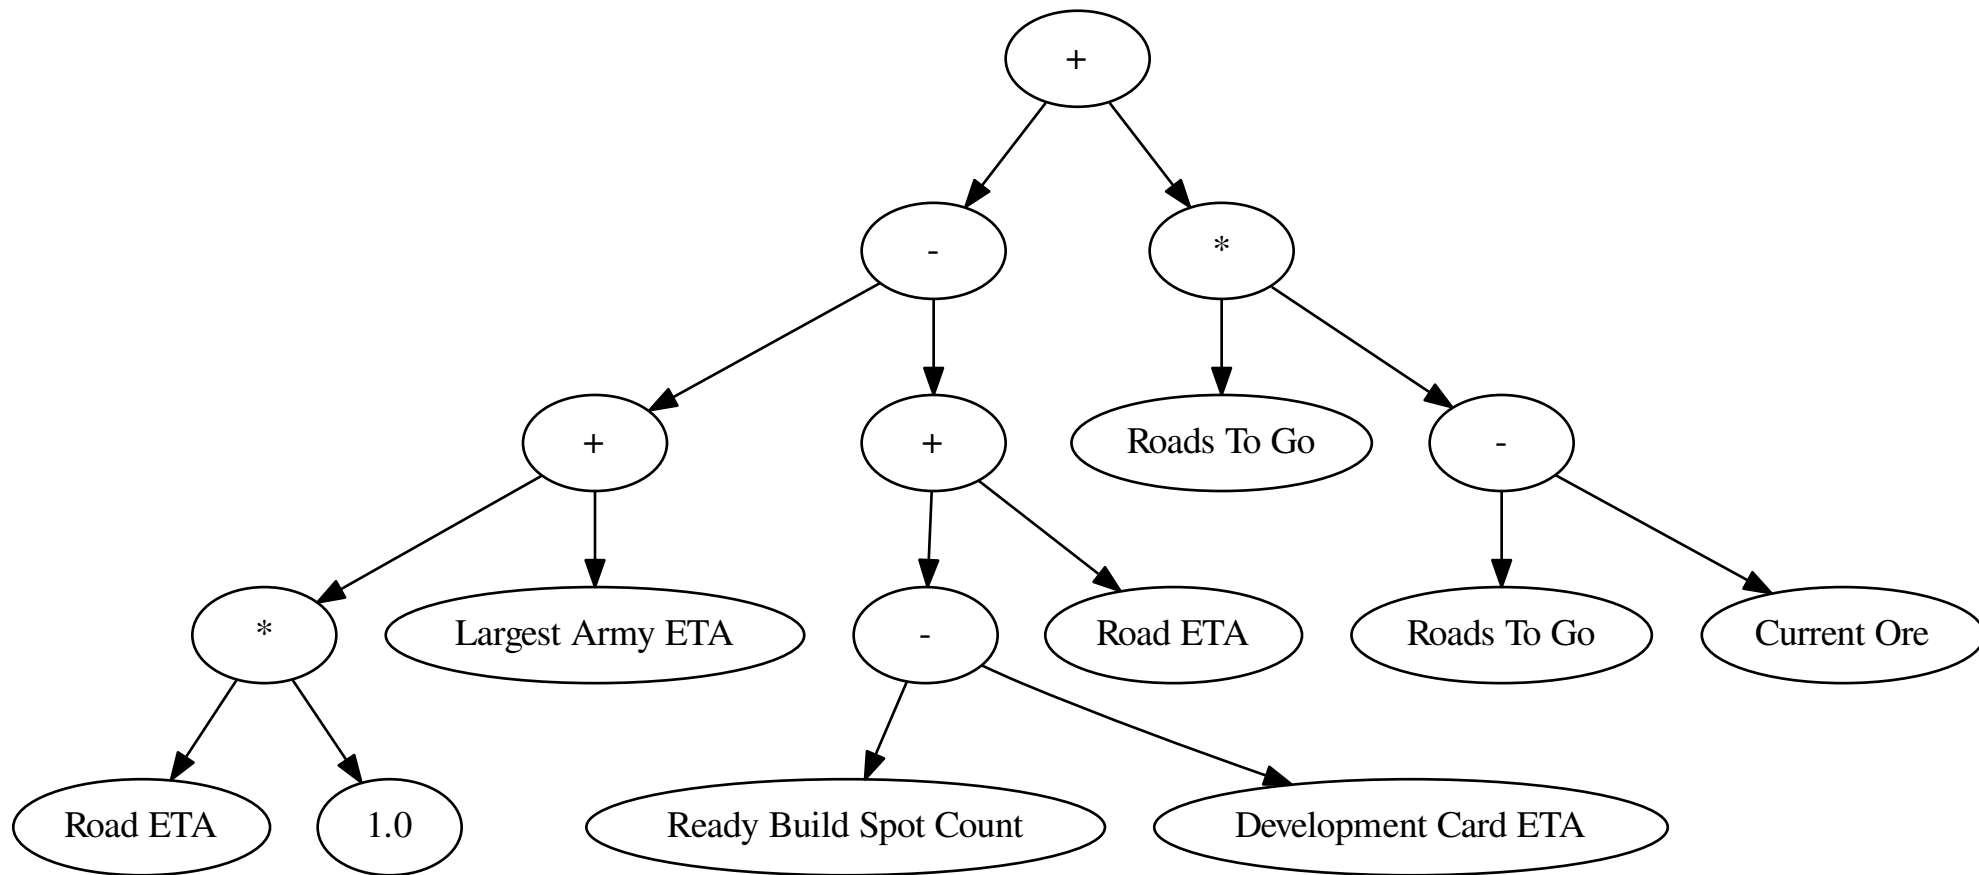 +
-
*
+
+
Roads To Go
-
*
Largest Army ETA
-
Road ETA
Roads To Go
Current Ore
Road ETA
1.0
Ready Build Spot Count
Development Card ETA